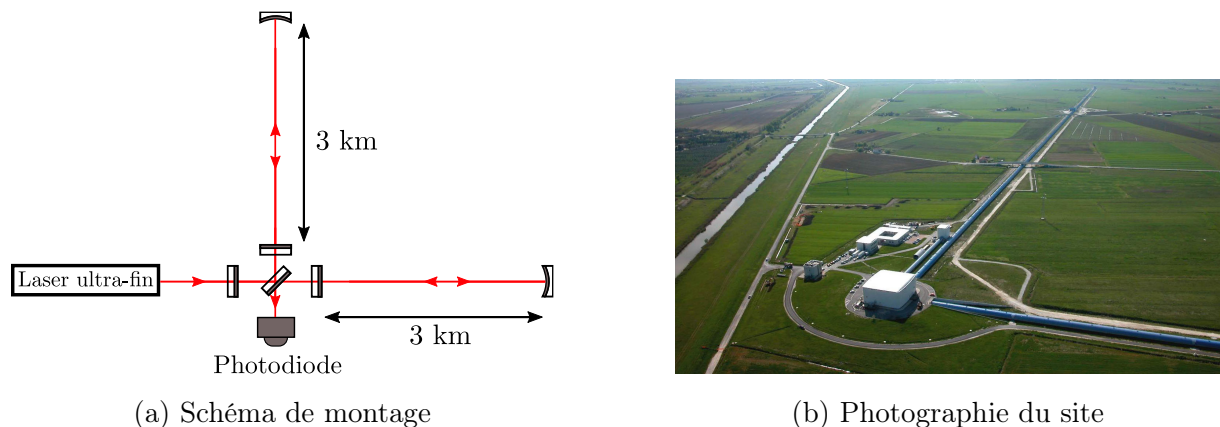 3 km
Laser ultra-fin
3 km
Photodiode
(a) Schéma de montage
(b) Photographie du site